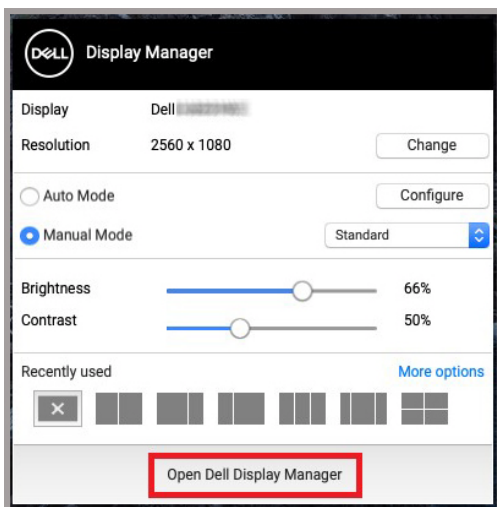 DELL Display Manager
Display Dell
Resolution 2560 x 1080 Change
Auto Mode Configure
Manual Mode Standard
Brightness 66%
Contrast 50%
Recently used More options
Open Dell Display Manager